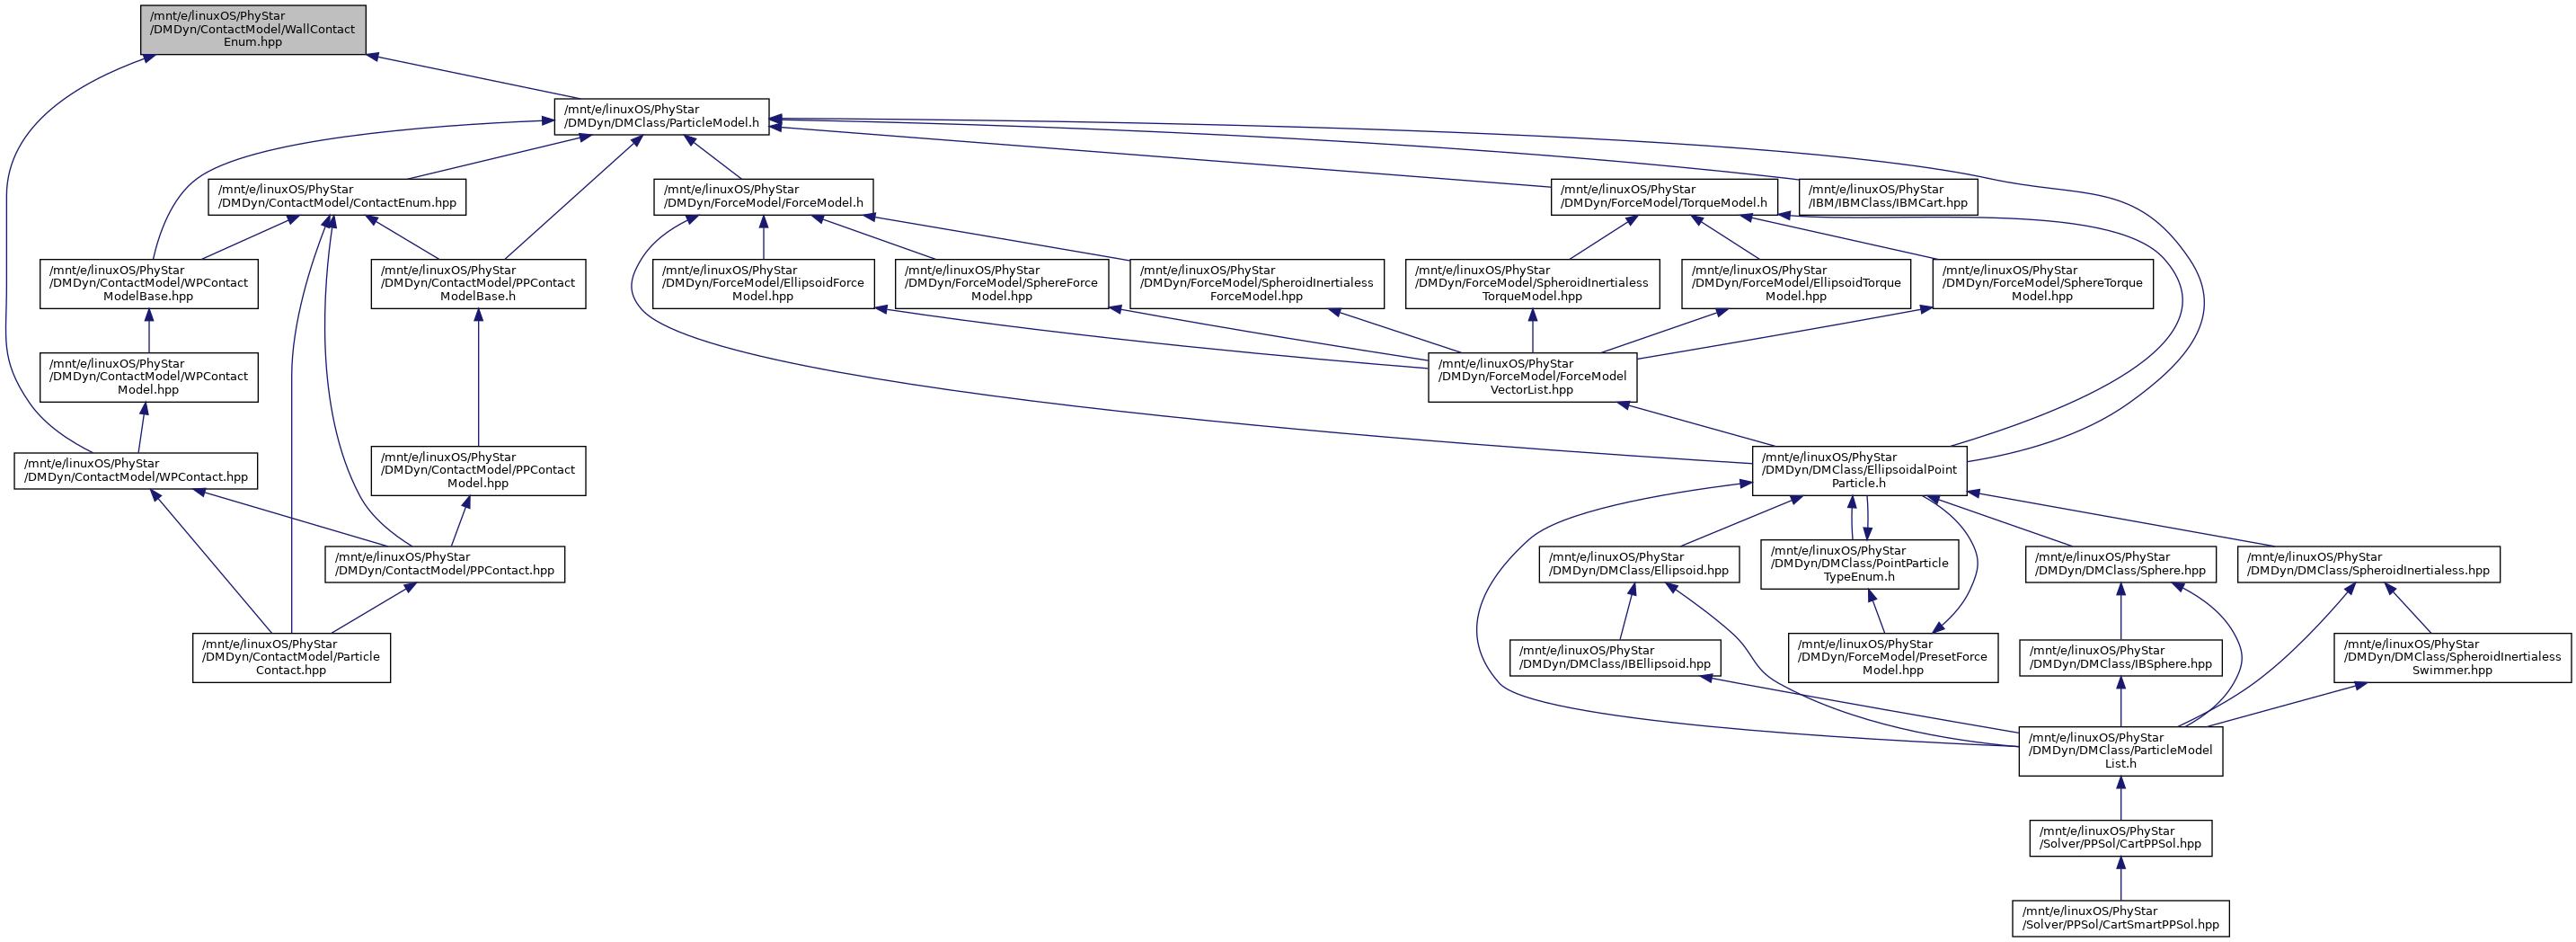 /mnt/e/linuxOS/PhyStar
/DMDyn/ContactModel/WallContact
Enum.hpp
/mnt/e/linuxOS/PhyStar
/DMDyn/DMClass/ParticleModel.h
/mnt/e/linuxOS/PhyStar
/DMDyn/ContactModel/ContactEnum.hpp
/mnt/e/linuxOS/PhyStar
/DMDyn/ForceModel/ForceModel.h
/mnt/e/linuxOS/PhyStar
/DMDyn/ForceModel/TorqueModel.h
/mnt/e/linuxOS/PhyStar
/IBM/IBMClass/IBMCart.hpp
/mnt/e/linuxOS/PhyStar
/DMDyn/ContactModel/WPContact
ModelBase.hpp
/mnt/e/linuxOS/PhyStar
/DMDyn/ContactModel/PPContact
ModelBase.h
/mnt/e/linuxOS/PhyStar
/DMDyn/ForceModel/EllipsoidForce
Model.hpp
/mnt/e/linuxOS/PhyStar
/DMDyn/ForceModel/SphereForce
Model.hpp
/mnt/e/linuxOS/PhyStar
/DMDyn/ForceModel/SpheroidInertialess
ForceModel.hpp
/mnt/e/linuxOS/PhyStar
/DMDyn/ForceModel/SpheroidInertialess
TorqueModel.hpp
/mnt/e/linuxOS/PhyStar
/DMDyn/ForceModel/EllipsoidTorque
Model.hpp
/mnt/e/linuxOS/PhyStar
/DMDyn/ForceModel/SphereTorque
Model.hpp
/mnt/e/linuxOS/PhyStar
/DMDyn/ContactModel/WPContact
Model.hpp
/mnt/e/linuxOS/PhyStar
/DMDyn/ForceModel/ForceModel
VectorList.hpp
/mnt/e/linuxOS/PhyStar
/DMDyn/ContactModel/WPContact.hpp
/mnt/e/linuxOS/PhyStar
/DMDyn/ContactModel/PPContact
Model.hpp
/mnt/e/linuxOS/PhyStar
/DMDyn/DMClass/EllipsoidalPoint
Particle.h
/mnt/e/linuxOS/PhyStar
/DMDyn/ContactModel/PPContact.hpp
/mnt/e/linuxOS/PhyStar
/DMDyn/DMClass/Ellipsoid.hpp
/mnt/e/linuxOS/PhyStar
/DMDyn/DMClass/PointParticle
TypeEnum.h
/mnt/e/linuxOS/PhyStar
/DMDyn/DMClass/Sphere.hpp
/mnt/e/linuxOS/PhyStar
/DMDyn/DMClass/SpheroidInertialess.hpp
/mnt/e/linuxOS/PhyStar
/DMDyn/ContactModel/Particle
Contact.hpp
/mnt/e/linuxOS/PhyStar
/DMDyn/DMClass/IBEllipsoid.hpp
/mnt/e/linuxOS/PhyStar
/DMDyn/ForceModel/PresetForce
Model.hpp
/mnt/e/linuxOS/PhyStar
/DMDyn/DMClass/IBSphere.hpp
/mnt/e/linuxOS/PhyStar
/DMDyn/DMClass/SpheroidInertialess
Swimmer.hpp
/mnt/e/linuxOS/PhyStar
/DMDyn/DMClass/ParticleModel
List.h
/mnt/e/linuxOS/PhyStar
/Solver/PPSol/CartPPSol.hpp
/mnt/e/linuxOS/PhyStar
/Solver/PPSol/CartSmartPPSol.hpp